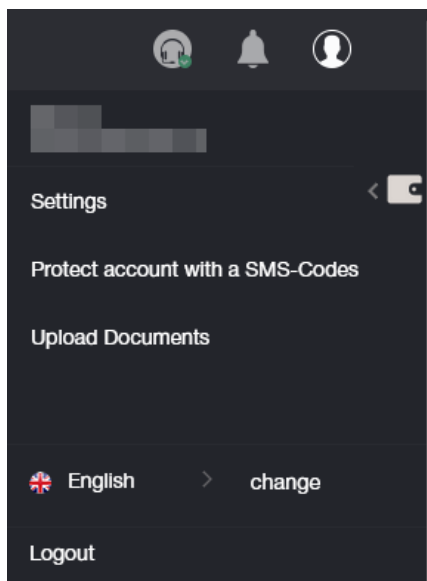 Settings
Protect account with a SMS-Codes
Upload Documents
English > change
Logout